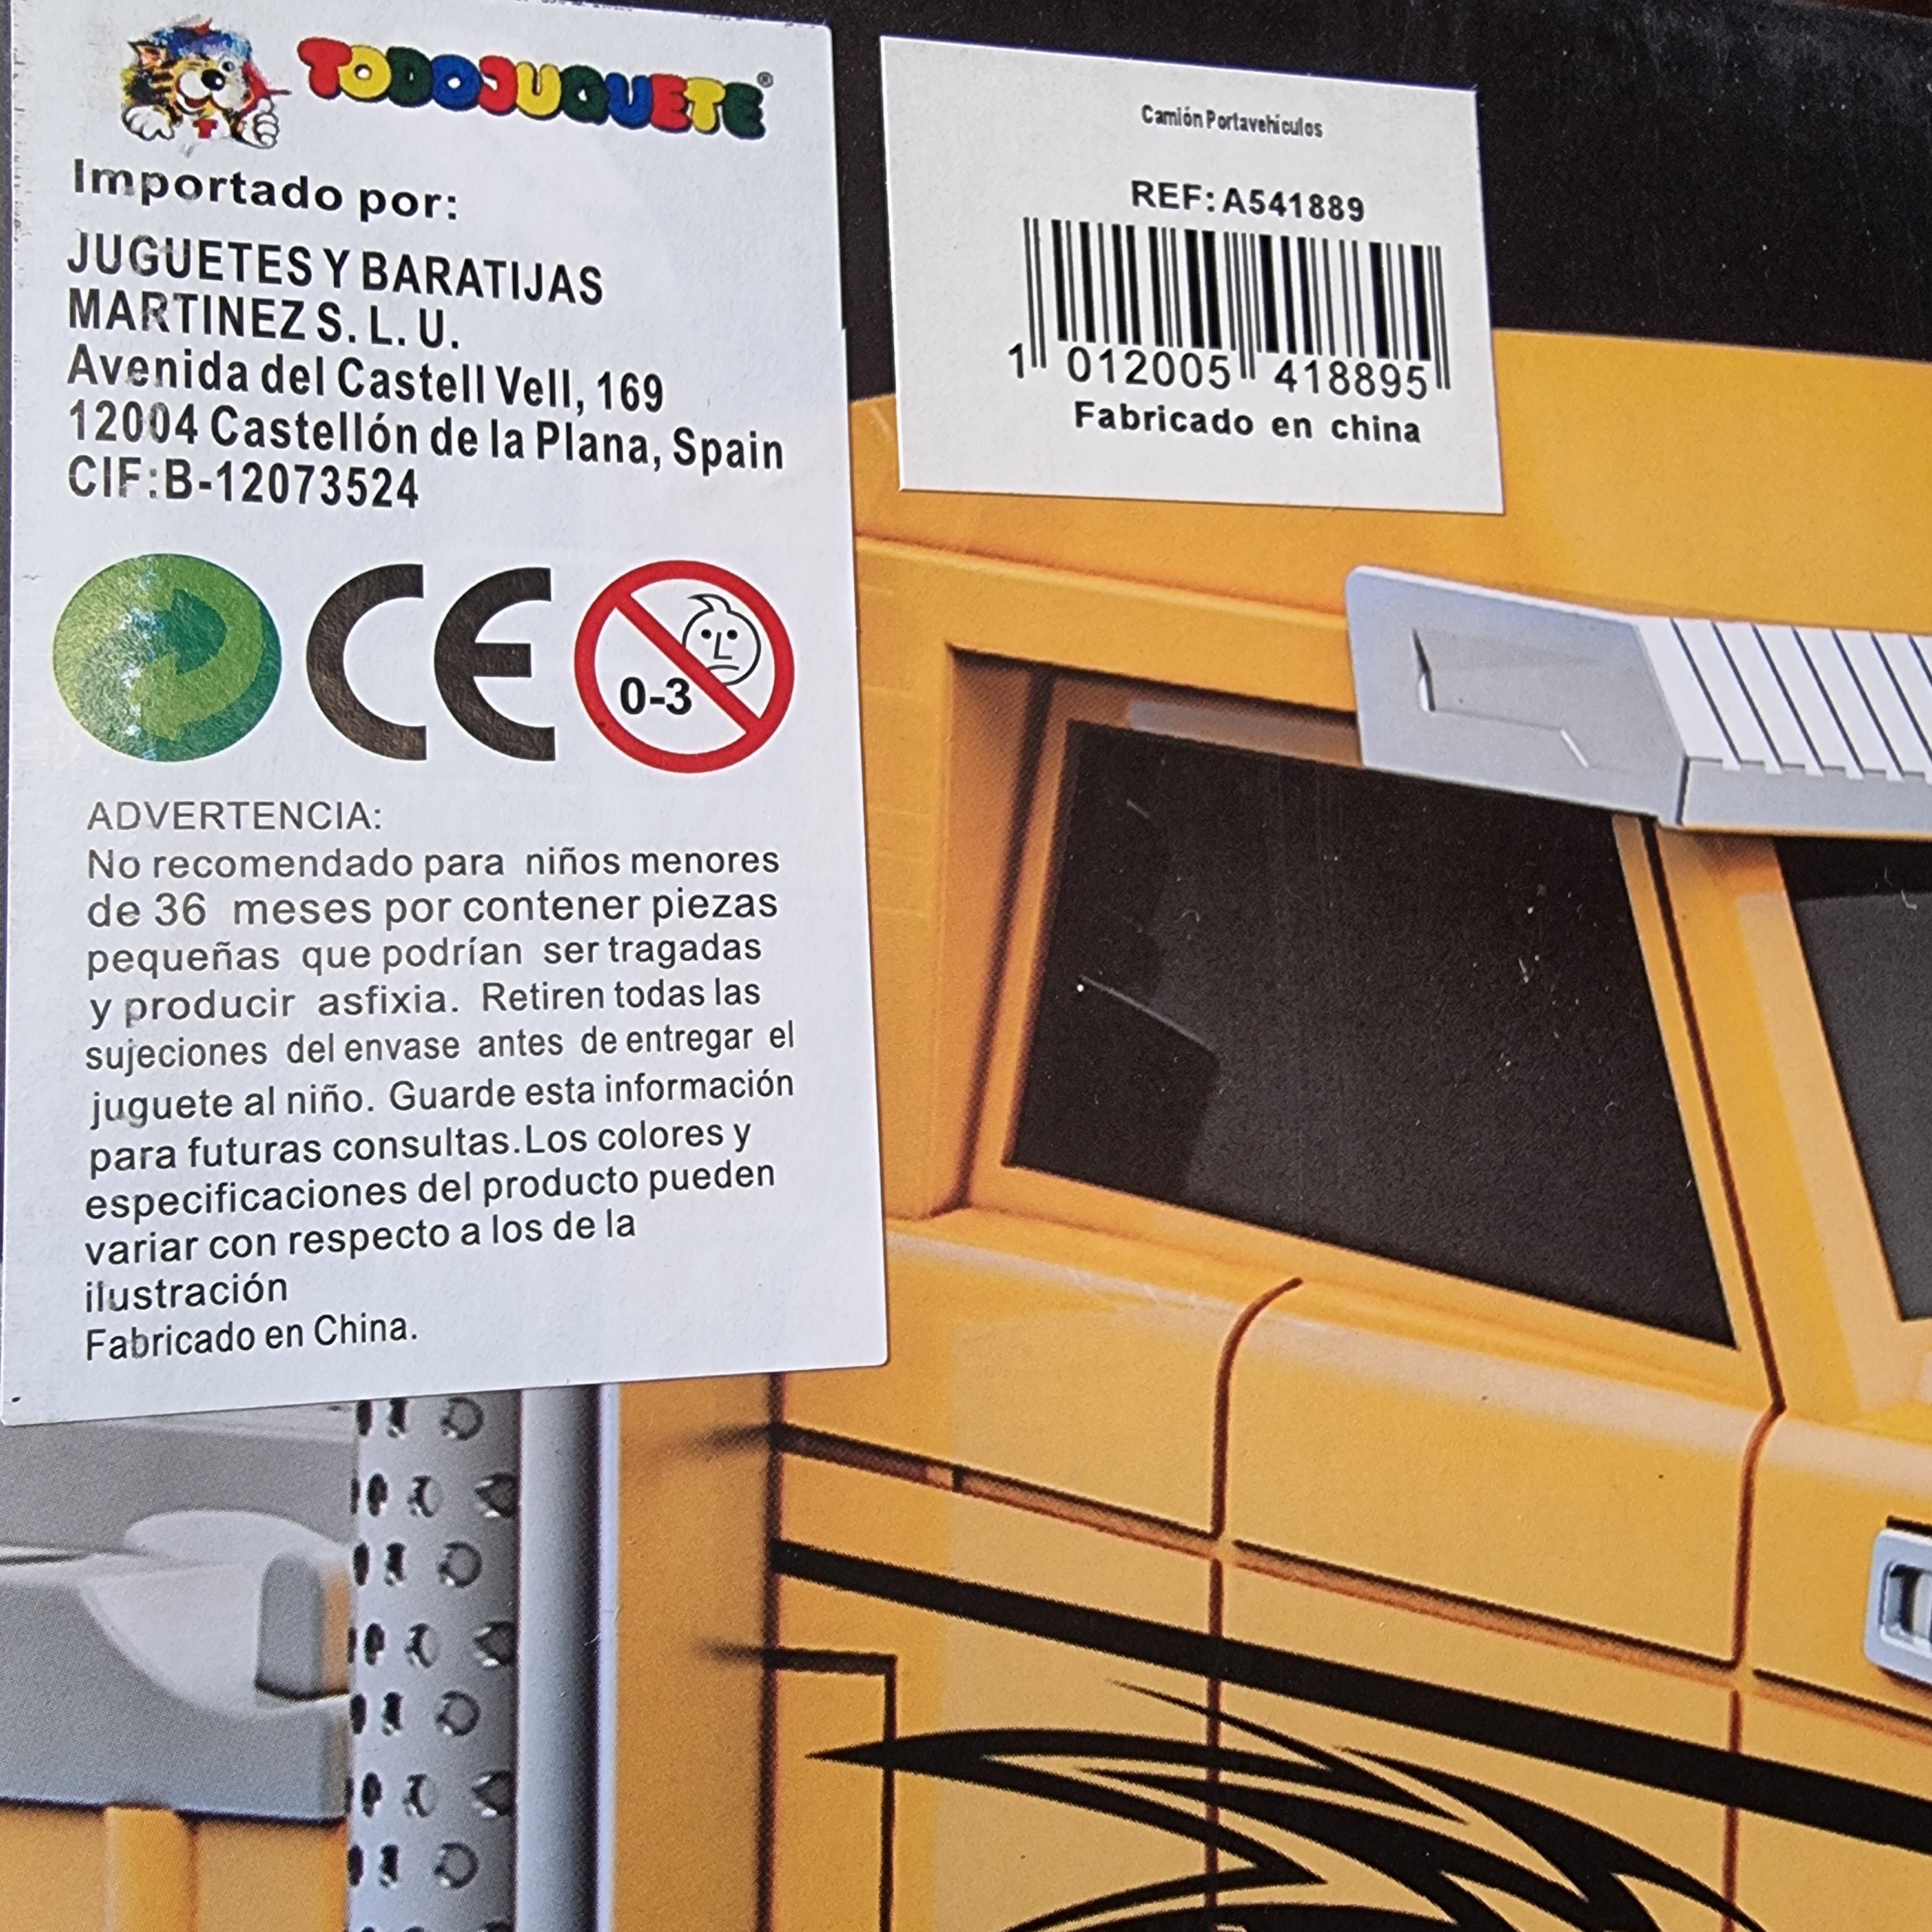 TODOJUGUETE®
Importado por:
JUGUETES Y BARATIJAS
MARTINEZ S. L. U.
Avenida del Castell Vell, 169
12004 Castellón de la Plana, Spain
CIF:B-12073524
CE
0-3
ADVERTENCIA:
No recomendado para niños menores
de 36 meses por contener piezas
pequeñas que podrían ser tragadas
y producir asfixia. Retiren todas las
sujeciones del envase antes de entregar el
juguete al niño. Guarde esta información
para futuras consultas.Los colores y
especificaciones del producto pueden
variar con respecto a los de la
ilustración
Fabricado en China.
Camión Portavehículos
REF:A541889
1 012005 418895
Fabricado en china